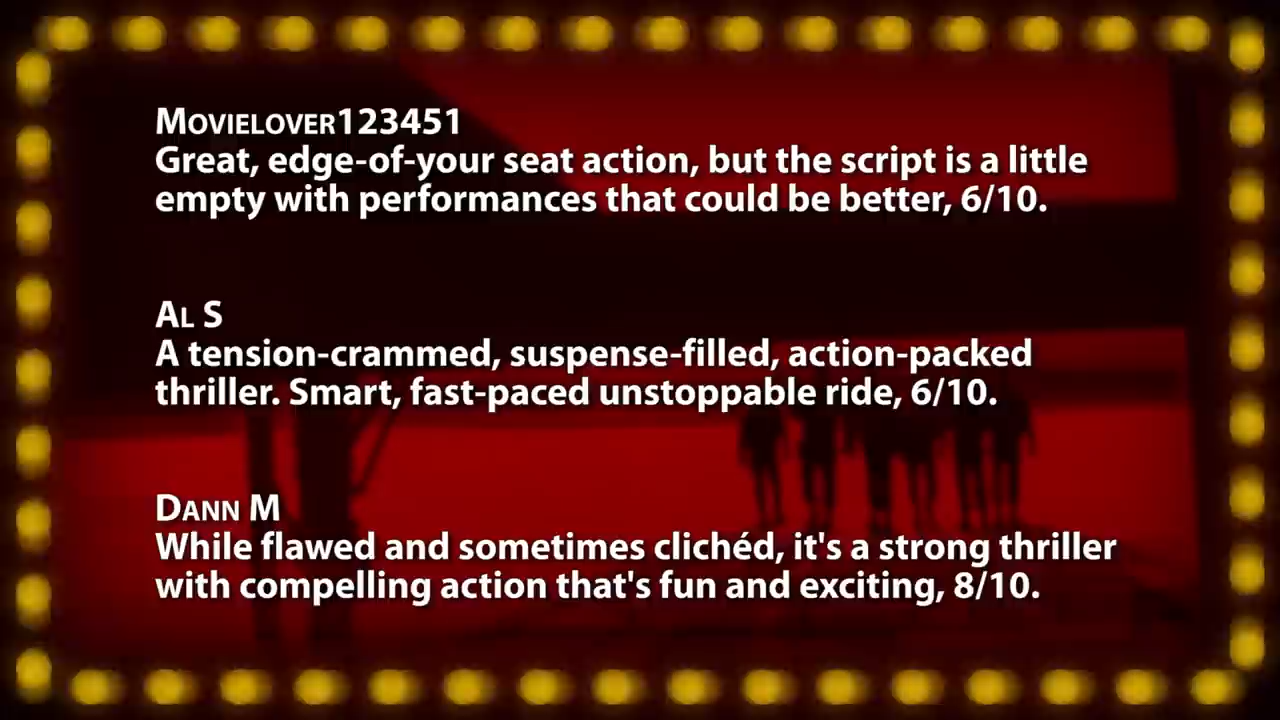 Movielover123451
Great, edge-of-your seat action, but the script is a little
empty with performances that could be better, 6/10.
Al S
A tension-crammed, suspense-filled, action-packed
thriller. Smart, fast-paced unstoppable ride, 6/10.
Dann M
While flawed and sometimes clichéd, it's a strong thriller
with compelling action that's fun and exciting, 8/10.